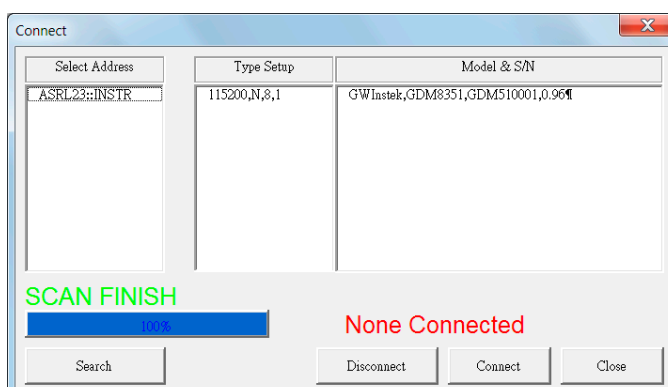 Connect
Select Address Type Setup Model & S/N
ASRL23::INSTR 115200,N,8,1 GWInstek,GDM8351,GDM510001,0.96¶
SCAN FINISH
100%
None Connected
Search Disconnect Connect Close